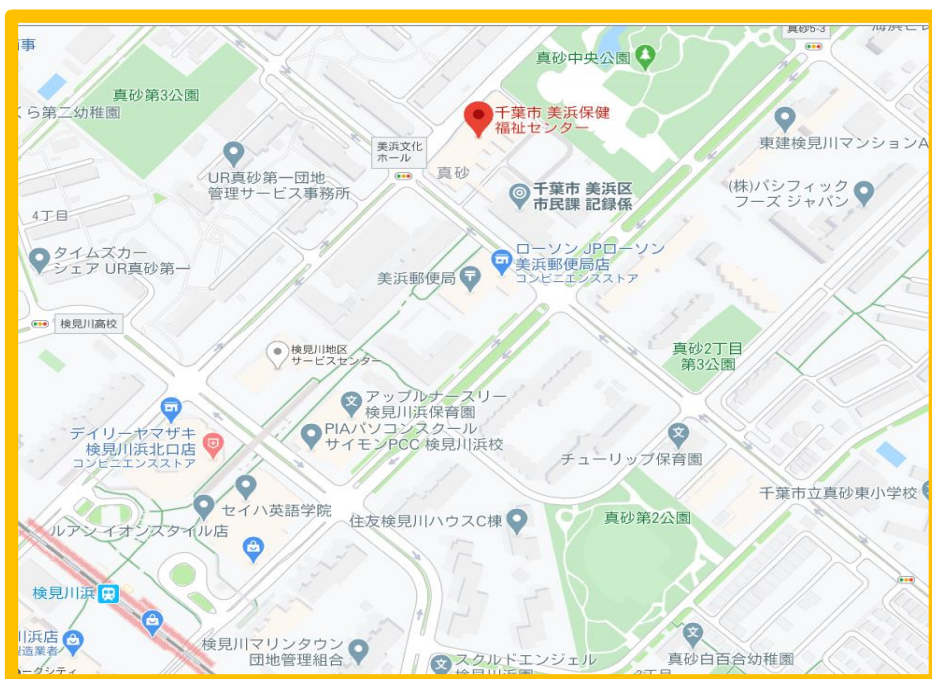 真砂5-3
真砂中央公園
真砂第3公園
くら第二幼稚園
千葉市 美浜保健
福祉センター
美浜文化
ホール
東建検見川マンションA
真砂
UR真砂第一団地
管理サービス事務所
千葉市 美浜区
市民課 記録係
(株)パシフィック
フーズ ジャパン
4丁目
タイムズカー
シェア UR真砂第一
ローソン JPローソン
美浜郵便局店
コンビニエンスストア
美浜郵便局
検見川高校
検見川地区
サービスセンター
真砂2丁目
第3公園
アップルナースリー
検見川浜保育園
PIAパソコンスクール
サイモンPCC 検見川浜校
デイリーヤマザキ
検見川浜北口店
コンビニエンスストア
チューリップ保育園
千葉市立真砂東小学校
セイハ英語学院
ルアン イオンスタイル店
住友検見川ハウスC棟
真砂第2公園
検見川浜
川浜店
製造業者
ークシティ
検見川マリンタウン
団地管理組合
スクルドエンジェル
検見川浜園
真砂白百合幼稚園
2丁目